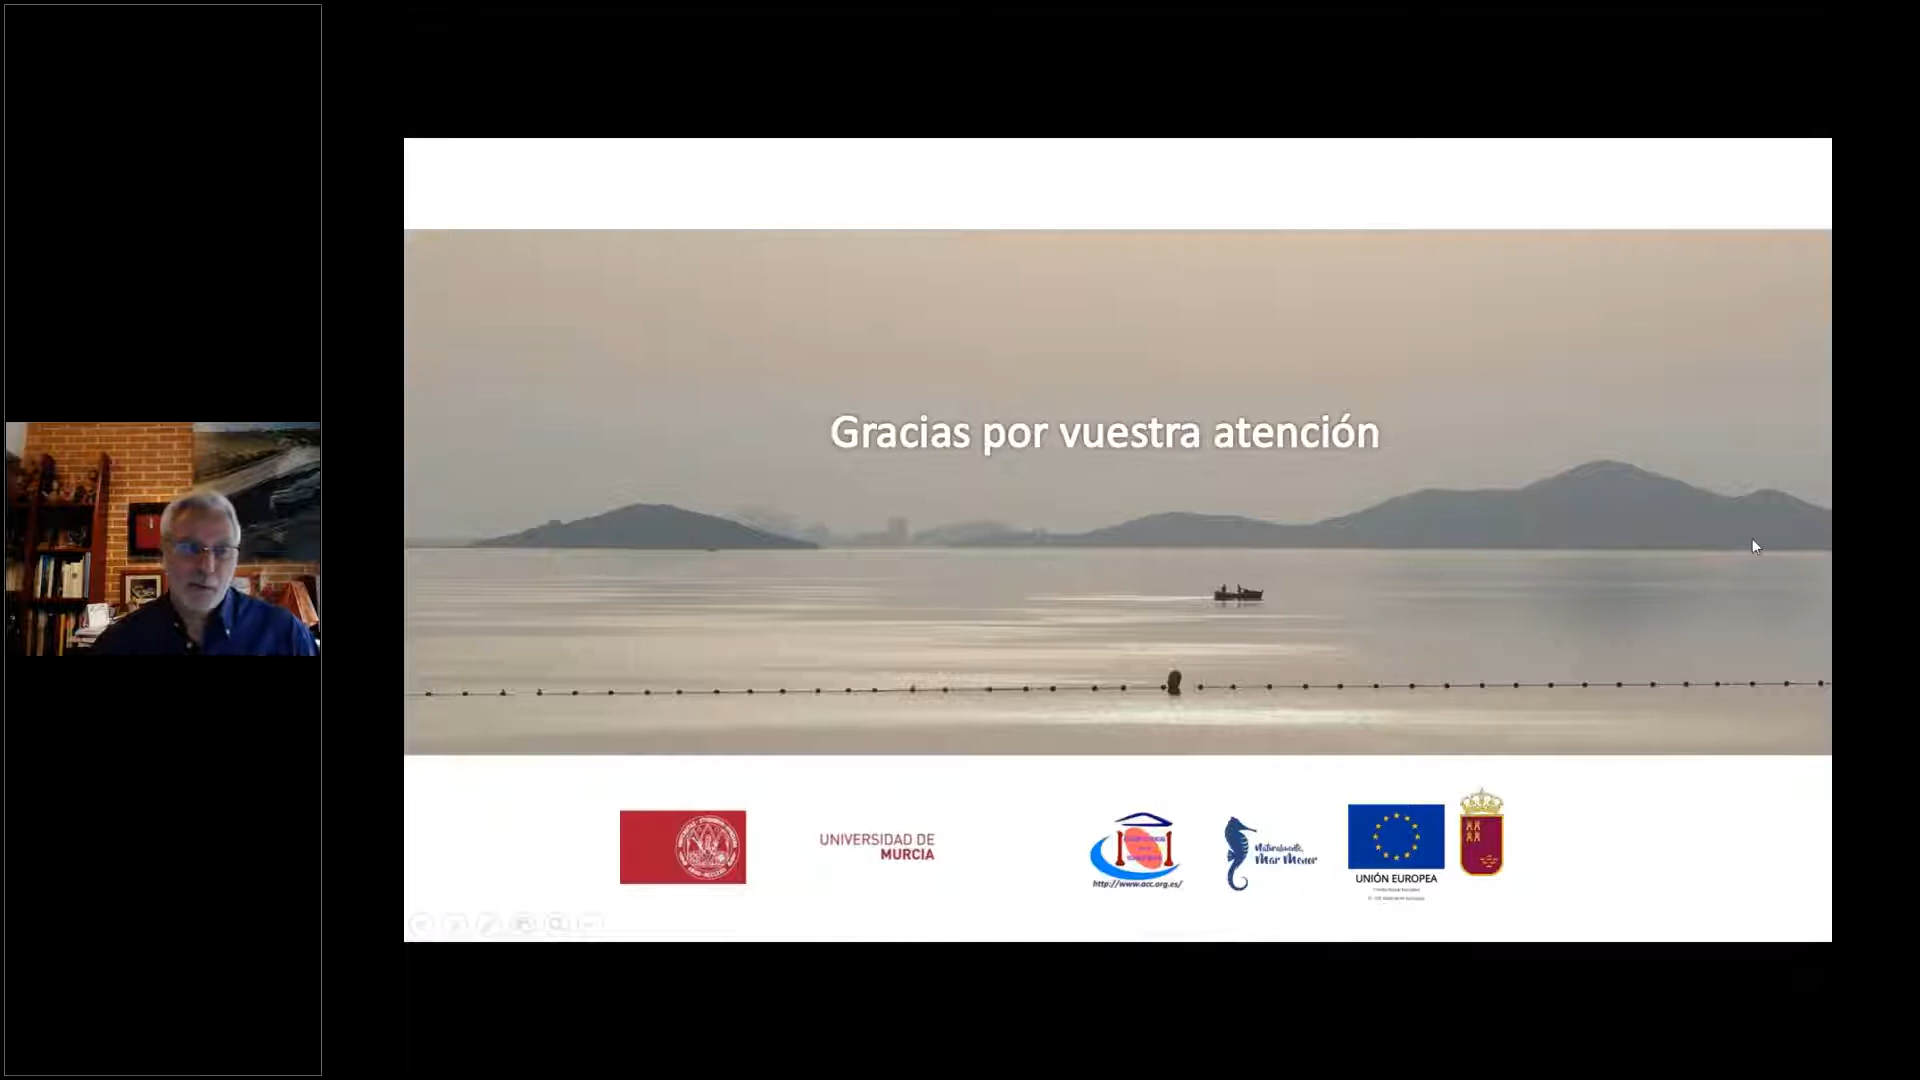 Gracias por vuestra atención
UNIVERSIDAD DE
MURCIA
http://www.acc.org.es/
Naturalmente,
Mar Menor
UNIÓN EUROPEA